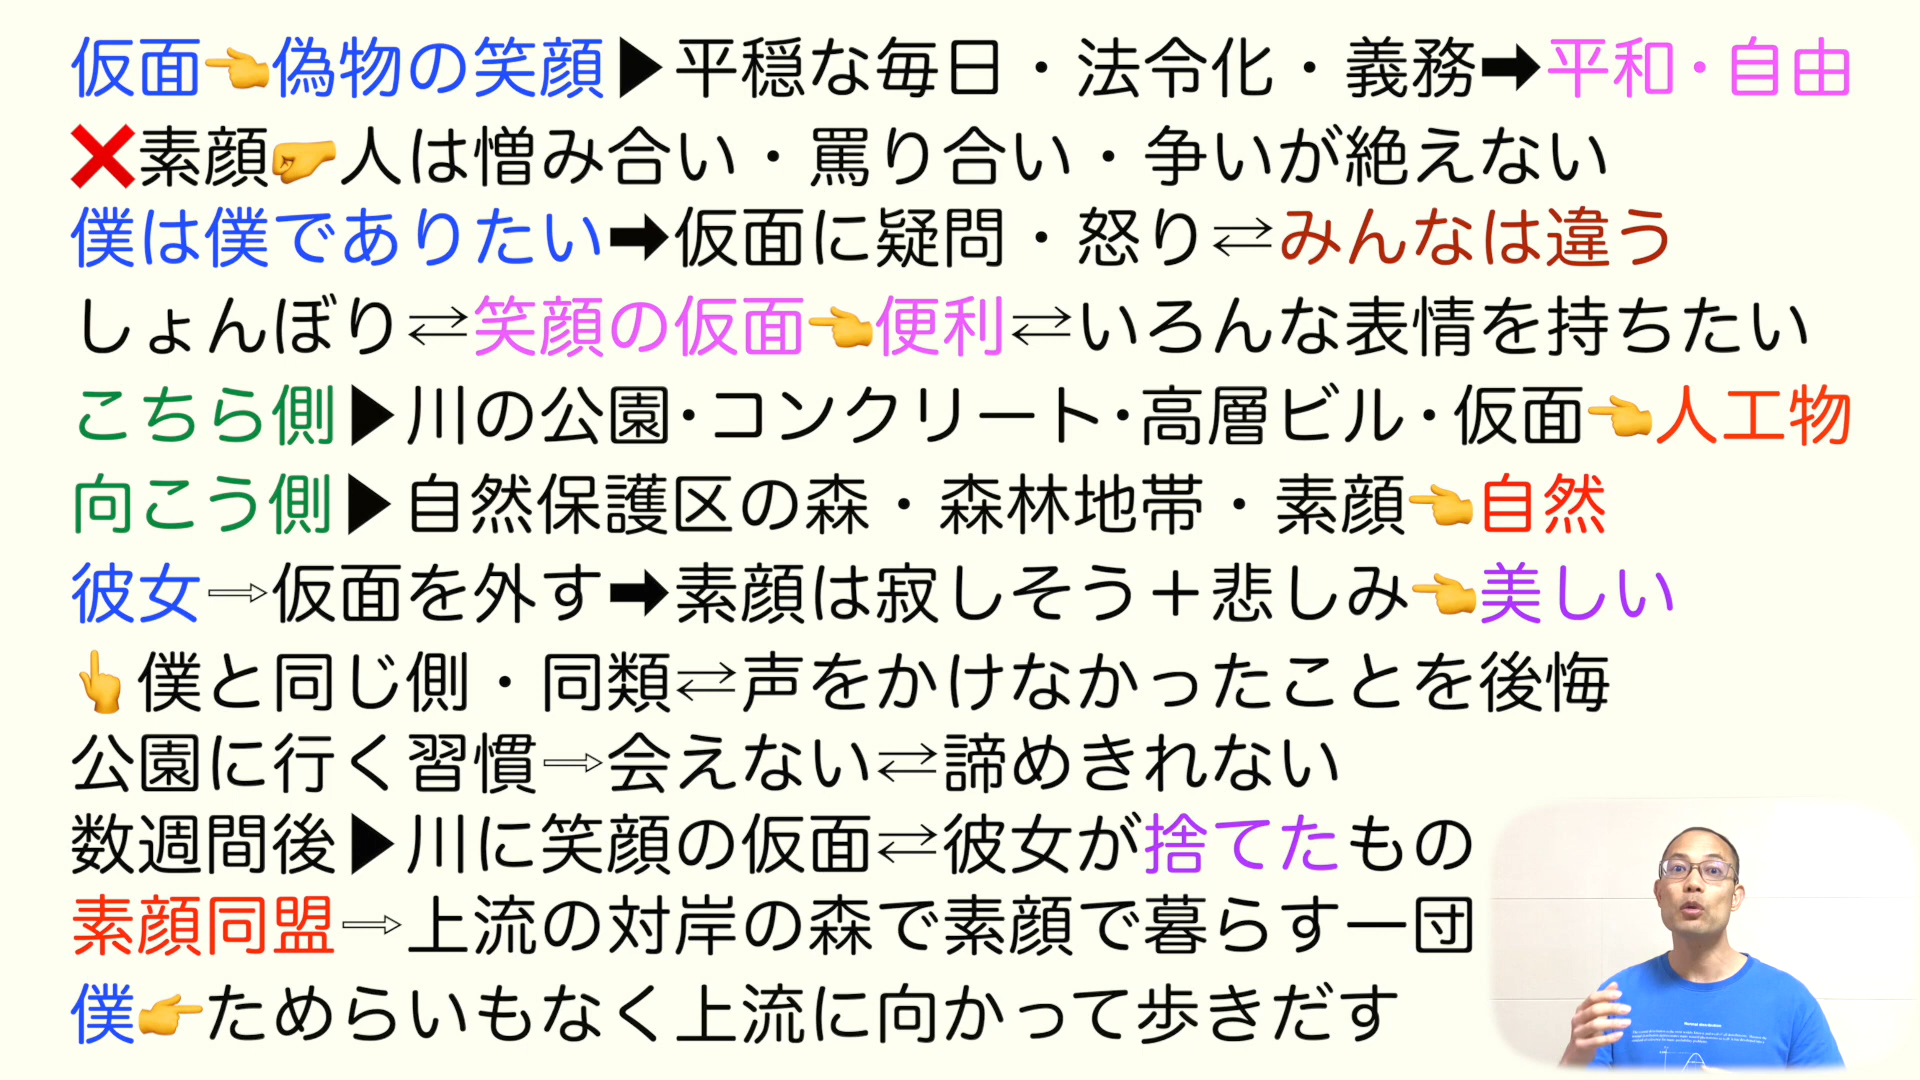 仮面👈偽物の笑顔▶平穏な毎日・法令化・義務➡平和・自由
❌素顔🤛人は憎み合い・罵り合い・争いが絶えない
僕は僕でありたい➡仮面に疑問・怒り⇄みんなは違う
しょんぼり⇄笑顔の仮面👈便利⇄いろんな表情を持ちたい
こちら側▶川の公園・コンクリート・高層ビル・仮面👈人工物
向こう側▶自然保護区の森・森林地帯・素顔👈自然
彼女⇨仮面を外す➡素顔は寂しそう＋悲しみ👈美しい
👆僕と同じ側・同類⇄声をかけなかったことを後悔
公園に行く習慣⇨会えない⇄諦めきれない
数週間後▶川に笑顔の仮面⇄彼女が捨てたもの
素顔同盟⇨上流の対岸の森で素顔で暮らす一団
僕👉ためらいもなく上流に向かって歩きだす
Normal distribution